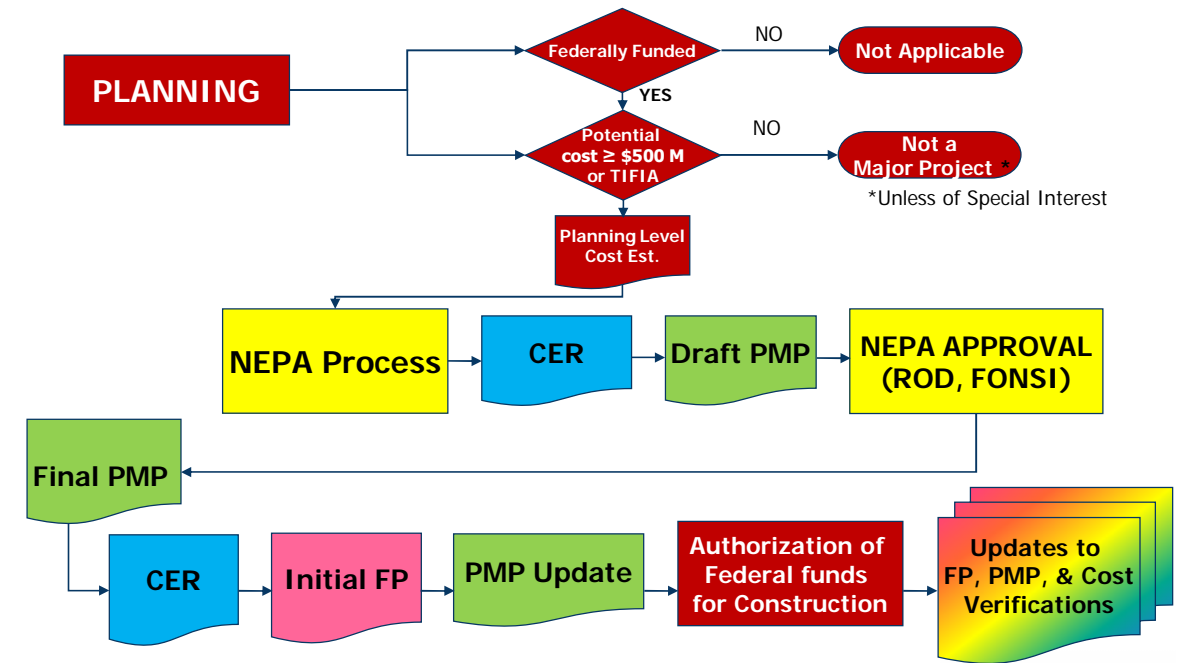 PLANNING
Federally Funded
NO
Not Applicable
YES
Potential
cost ≥ $500 M
or TIFIA
NO
Not a
Major Project *
*Unless of Special Interest
Planning Level
Cost Est.
NEPA Process
CER
Draft PMP
NEPA APPROVAL
(ROD, FONSI)
Final PMP
CER
Initial FP
PMP Update
Authorization of
Federal funds
for Construction
Updates to
FP, PMP, & Cost
Verifications